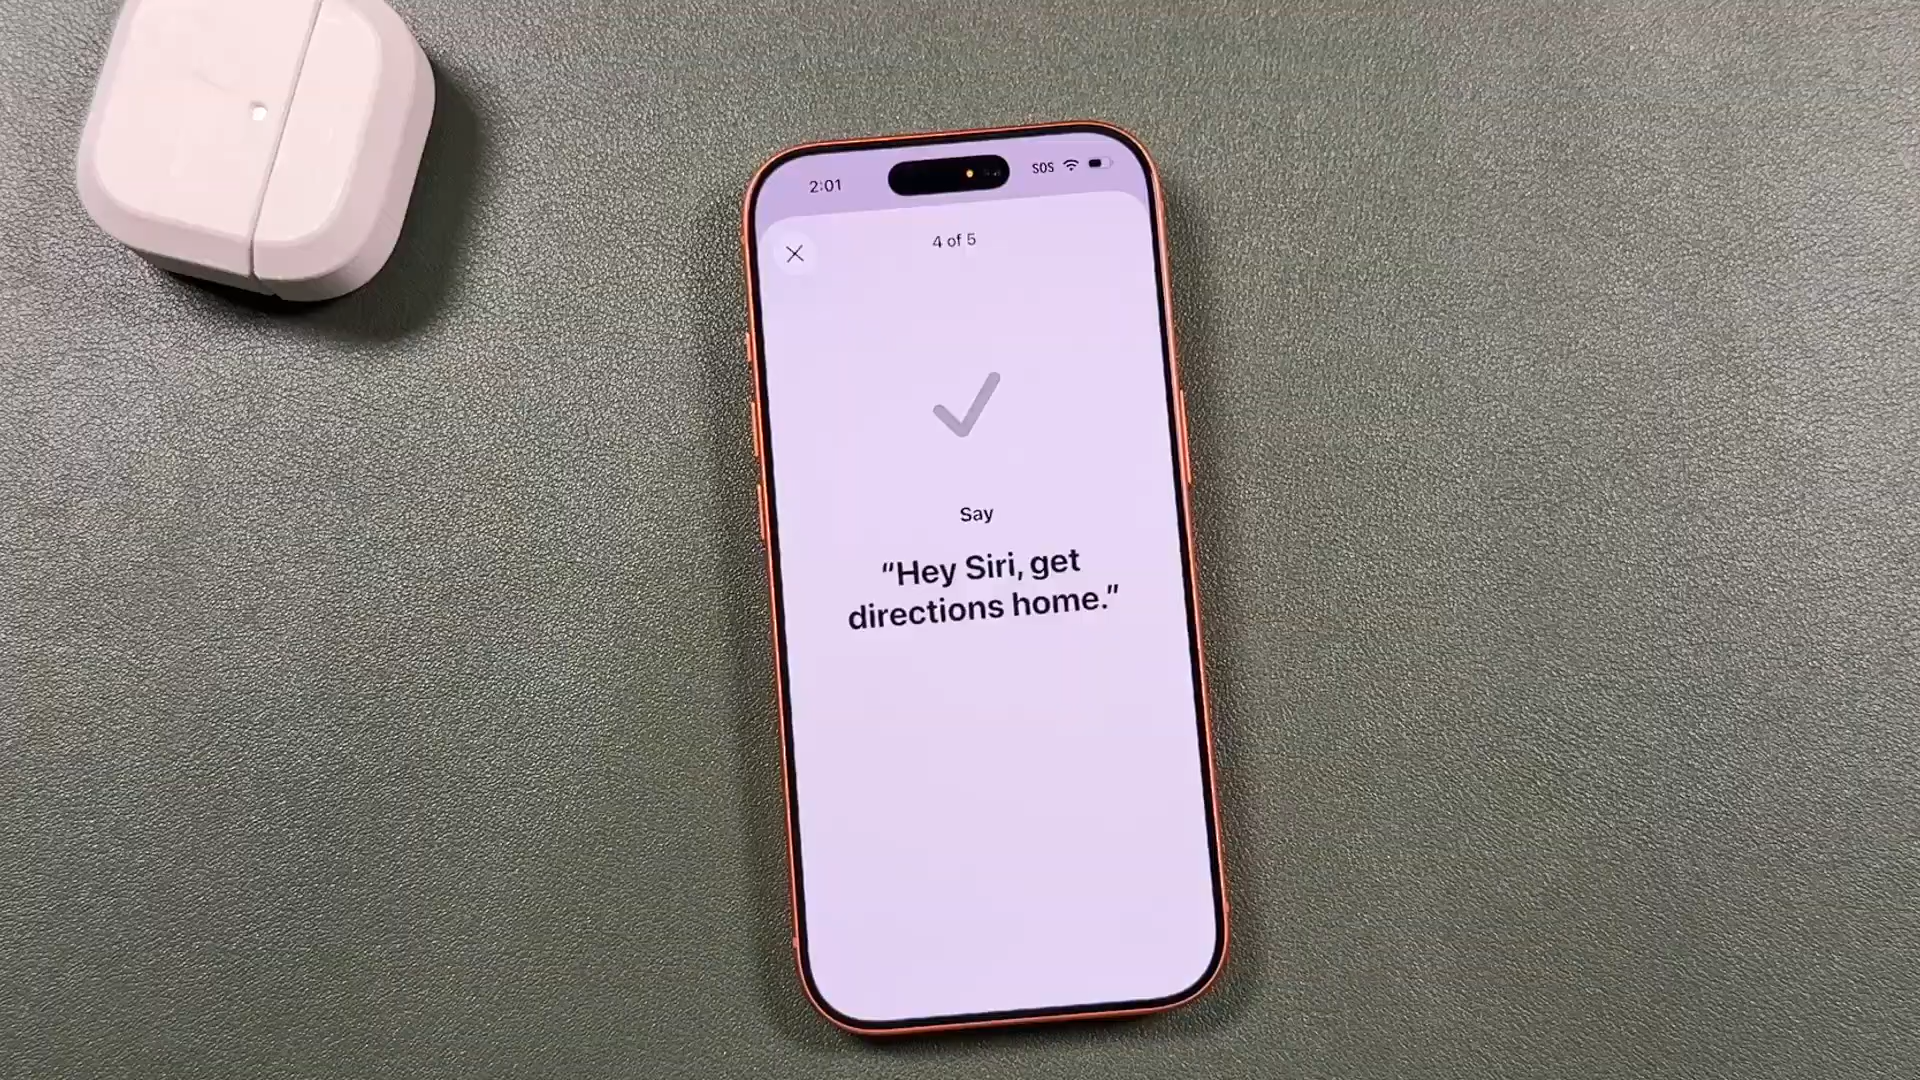 2:01
SOS
4 of 5
Say
“Hey Siri, get
directions home.”